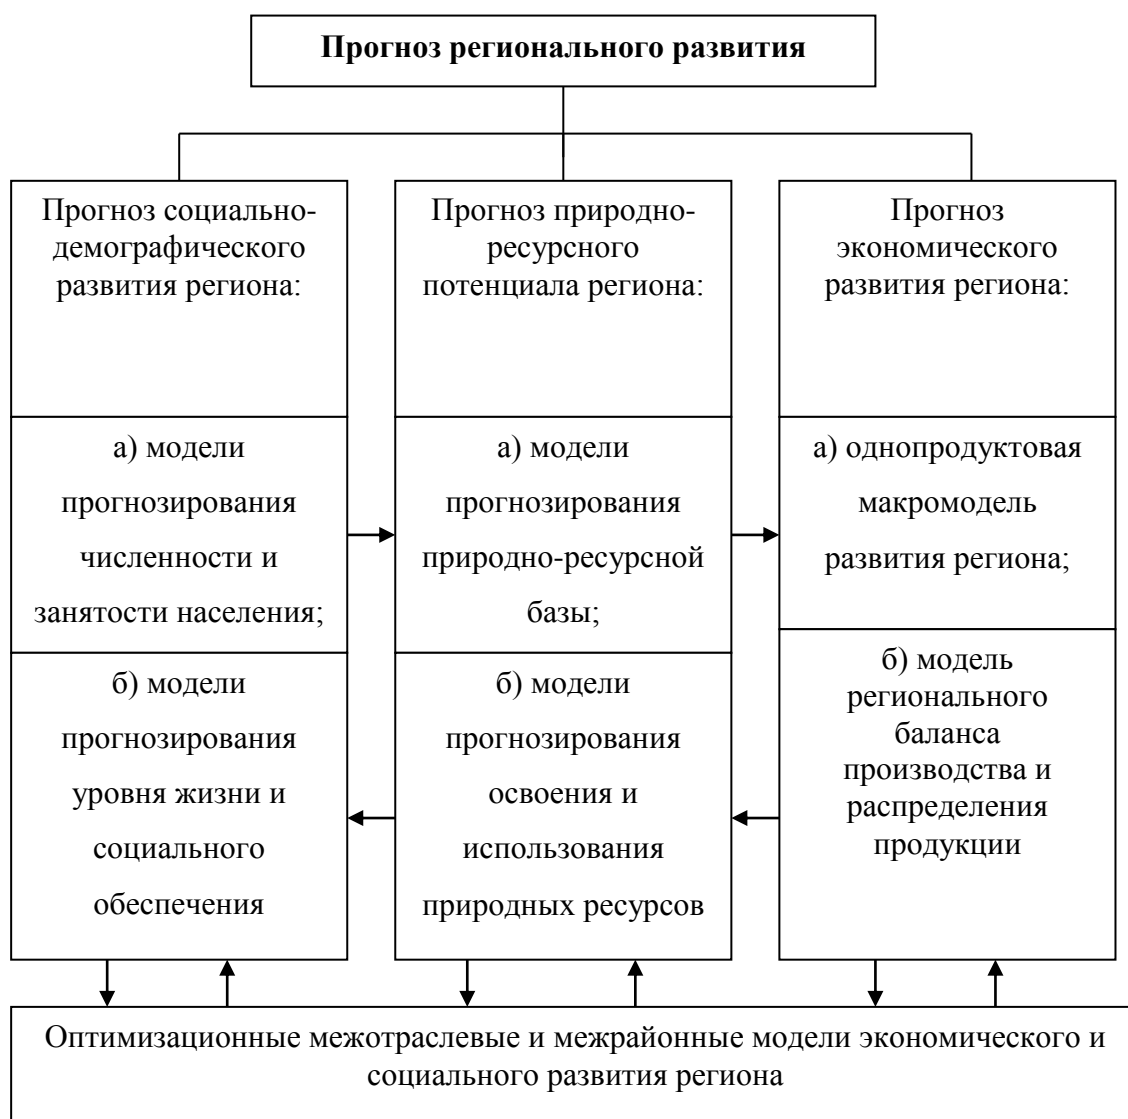 Прогноз регионального развития
Прогноз социально-
демографического
развития региона:
Прогноз природно-
ресурсного
потенциала региона:
Прогноз
экономического
развития региона:
а) модели
прогнозирования
численности и
занятости населения;
а) модели
прогнозирования
природно-ресурсной
базы;
а) однопродуктовая
макромодель
развития региона;
б) модели
прогнозирования
уровня жизни и
социального
обеспечения
б) модели
прогнозирования
освоения и
использования
природных ресурсов
б) модель
регионального
баланса
производства и
распределения
продукции
Оптимизационные межотраслевые и межрайонные модели экономического и
социального развития региона